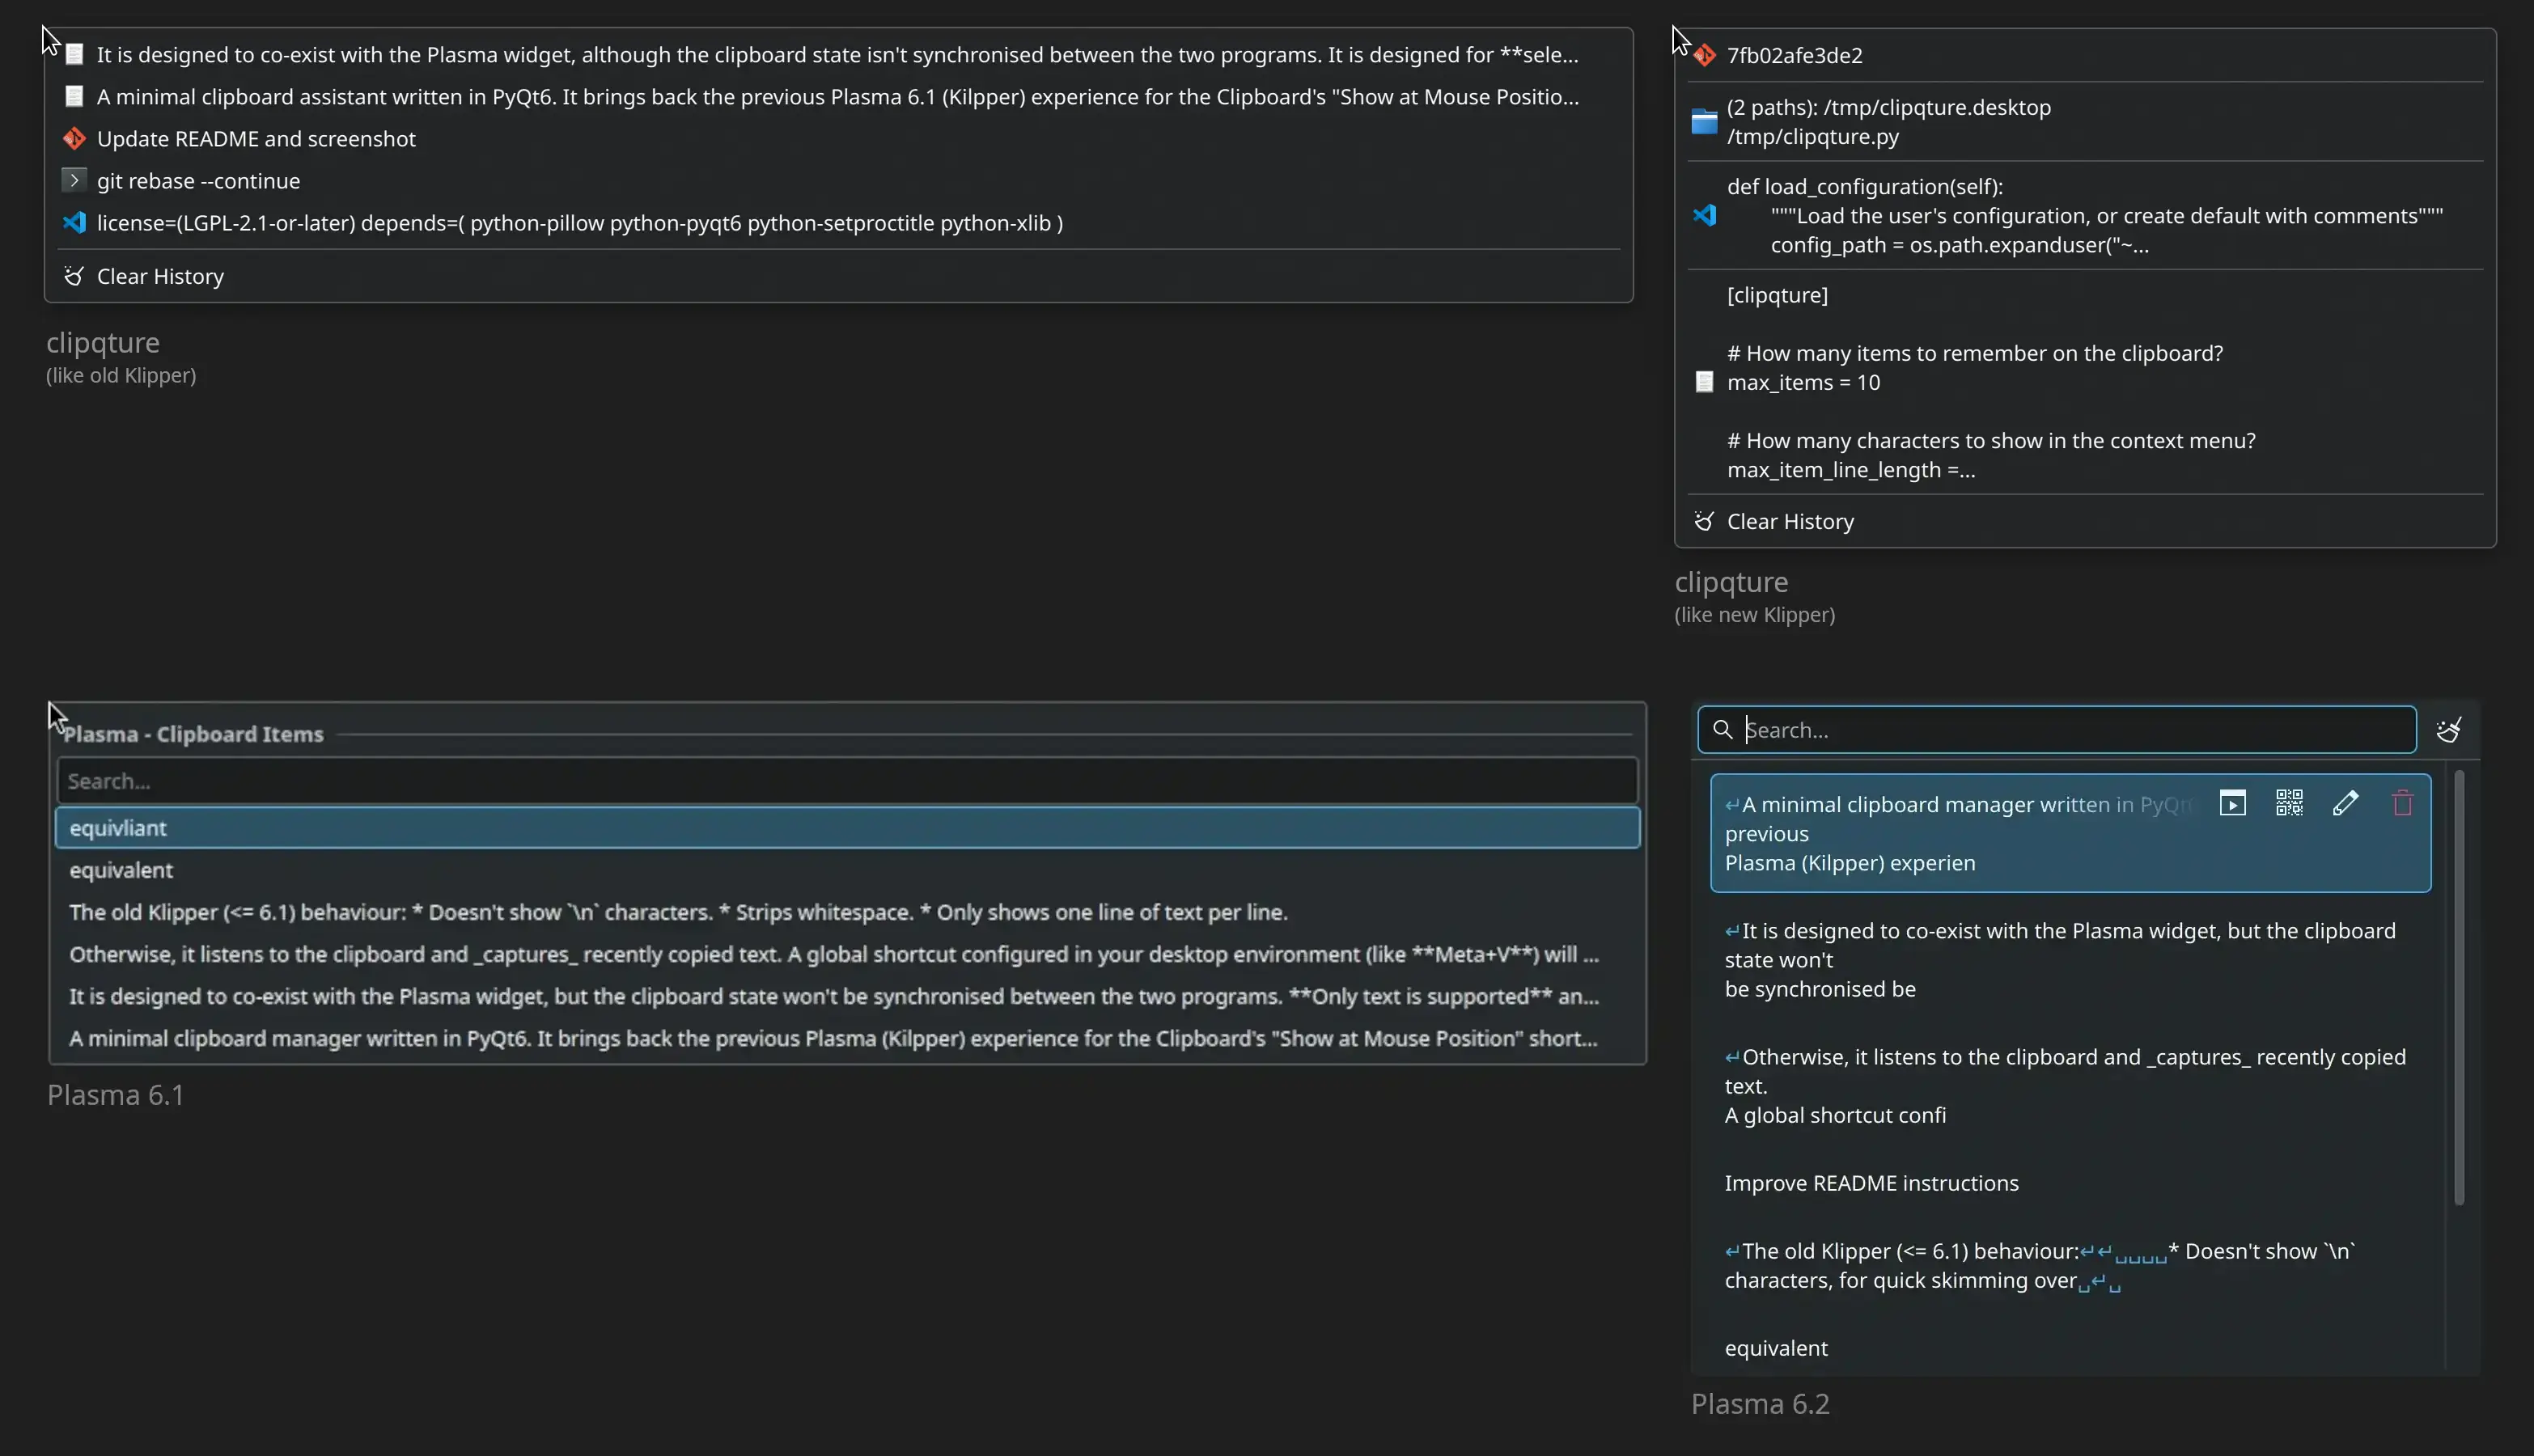 It is designed to co-exist with the Plasma widget, although the clipboard state isn't synchronised between the two programs. It is designed for **sele...
A minimal clipboard assistant written in PyQt6. It brings back the previous Plasma 6.1 (Kilpper) experience for the Clipboard's "Show at Mouse Positio...
Update README and screenshot
git rebase --continue
license=(LGPL-2.1-or-later) depends=( python-pillow python-pyqt6 python-setproctitle python-xlib )
Clear History
clipqture
(like old Klipper)
7fb02afe3de2
(2 paths): /tmp/clipqture.desktop
/tmp/clipqture.py
def load_configuration(self):
"""Load the user's configuration, or create default with comments"""
config_path = os.path.expanduser("~...
[clipqture]
# How many items to remember on the clipboard?
max_items = 10
# How many characters to show in the context menu?
max_item_line_length =...
Clear History
clipqture
(like new Klipper)
Plasma - Clipboard Items
Search...
equivliant
equivalent
The old Klipper (<= 6.1) behaviour: * Doesn't show `\n` characters. * Strips whitespace. * Only shows one line of text per line.
Otherwise, it listens to the clipboard and _captures_ recently copied text. A global shortcut configured in your desktop environment (like **Meta+V**) will ...
It is designed to co-exist with the Plasma widget, but the clipboard state won't be synchronised between the two programs. **Only text is supported** an...
A minimal clipboard manager written in PyQt6. It brings back the previous Plasma (Kilpper) experience for the Clipboard's "Show at Mouse Position" short...
Plasma 6.1
Search...
↵A minimal clipboard manager written in PyQt
previous
Plasma (Kilpper) experien
↵It is designed to co-exist with the Plasma widget, but the clipboard
state won't
be synchronised be
↵Otherwise, it listens to the clipboard and _captures_ recently copied
text.
A global shortcut confi
Improve README instructions
↵The old Klipper (<= 6.1) behaviour:↵↵␣␣␣␣* Doesn't show `\n`
characters, for quick skimming over␣↵␣
equivalent
Plasma 6.2